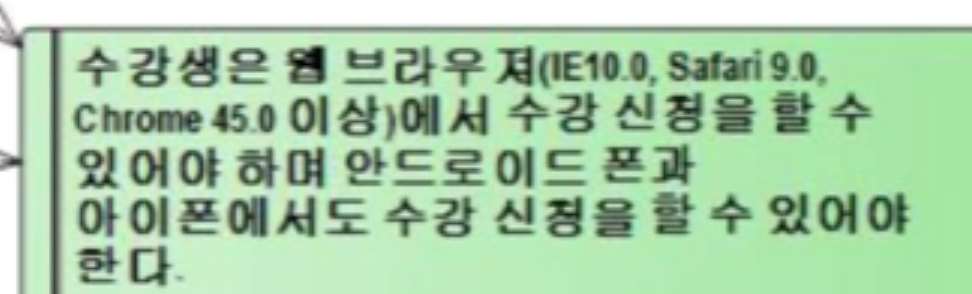 수강생은 웹 브라우져(IE10.0, Safari 9.0,
Chrome 45.0 이상)에서 수강 신청을 할 수
있어야 하며 안드로이드 폰과
아이폰에서도 수강 신청을 할 수 있어야
한다.